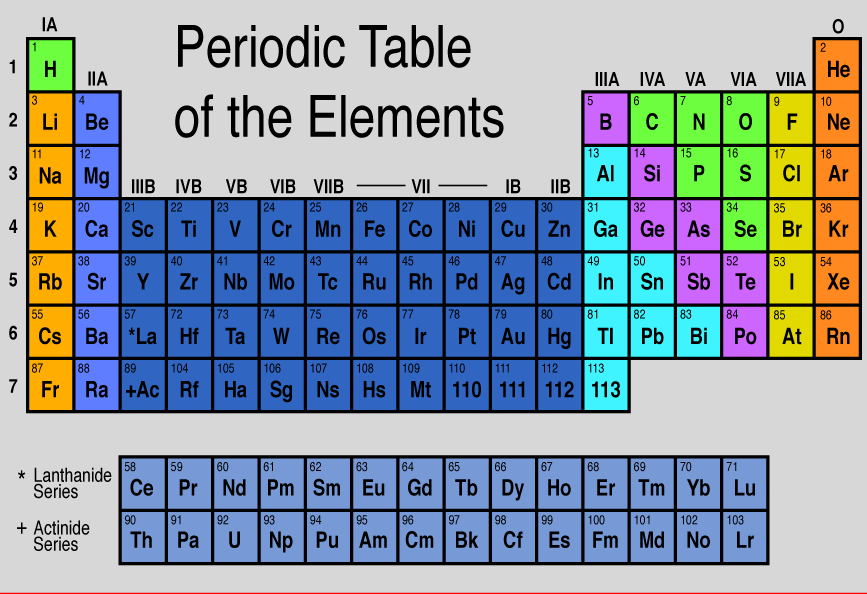 IA O
1 1 H Periodic Table 2 He
IIA IIIA IVA VA VIA VIIA
2 3 Li 4 Be of the Elements 5 B 6 C 7 N 8 O 9 F 10 Ne
3 11 Na 12 Mg 13 Al 14 Si 15 P 16 S 17 Cl 18 Ar
IIIB IVB VB VIB VIIB VII IB IIB
4 19 K 20 Ca 21 Sc 22 Ti 23 V 24 Cr 25 Mn 26 Fe 27 Co 28 Ni 29 Cu 30 Zn 31 Ga 32 Ge 33 As 34 Se 35 Br 36 Kr
5 37 Rb 38 Sr 39 Y 40 Zr 41 Nb 42 Mo 43 Tc 44 Ru 45 Rh 46 Pd 47 Ag 48 Cd 49 In 50 Sn 51 Sb 52 Te 53 I 54 Xe
6 55 Cs 56 Ba 57 *La 72 Hf 73 Ta 74 W 75 Re 76 Os 77 Ir 78 Pt 79 Au 80 Hg 81 Tl 82 Pb 83 Bi 84 Po 85 At 86 Rn
7 87 Fr 88 Ra 89 +Ac 104 Rf 105 Ha 106 Sg 107 Ns 108 Hs 109 Mt 110 110 111 111 112 112 113 113
* Lanthanide
Series
58 Ce 59 Pr 60 Nd 61 Pm 62 Sm 63 Eu 64 Gd 65 Tb 66 Dy 67 Ho 68 Er 69 Tm 70 Yb 71 Lu
+ Actinide
Series
90 Th 91 Pa 92 U 93 Np 94 Pu 95 Am 96 Cm 97 Bk 98 Cf 99 Es 100 Fm 101 Md 102 No 103 Lr